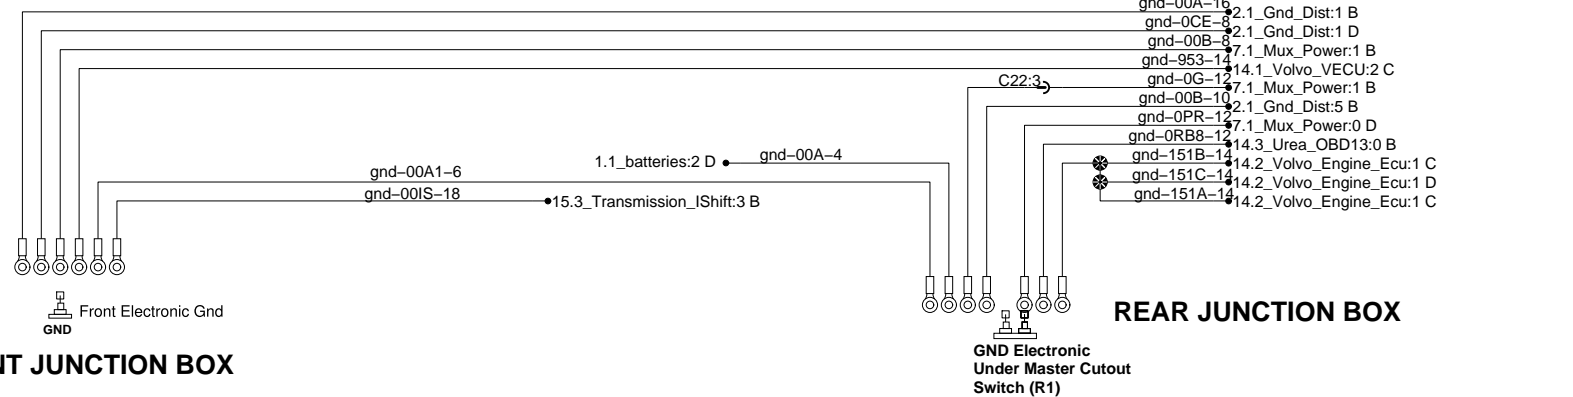 gnd-00A-16 2.1_Gnd_Dist:1 B
gnd-0CE-8 2.1_Gnd_Dist:1 D
gnd-00B-8 7.1_Mux_Power:1 B
gnd-953-14 14.1_Volvo_VECU:2 C
C22:3 gnd-0G-12 7.1_Mux_Power:1 B
gnd-00B-10 2.1_Gnd_Dist:5 B
gnd-0PR-12 7.1_Mux_Power:0 D
gnd-0RB8-12 14.3_Urea_OBD13:0 B
1.1_batteries:2 D gnd-00A-4 gnd-151B-14 14.2_Volvo_Engine_Ecu:1 C
gnd-00A1-6 gnd-151C-14 14.2_Volvo_Engine_Ecu:1 D
gnd-00IS-18 15.3_Transmission_IShift:3 B gnd-151A-14 14.2_Volvo_Engine_Ecu:1 C
Front Electronic Gnd
GND
NT JUNCTION BOX
REAR JUNCTION BOX
GND Electronic
Under Master Cutout
Switch (R1)